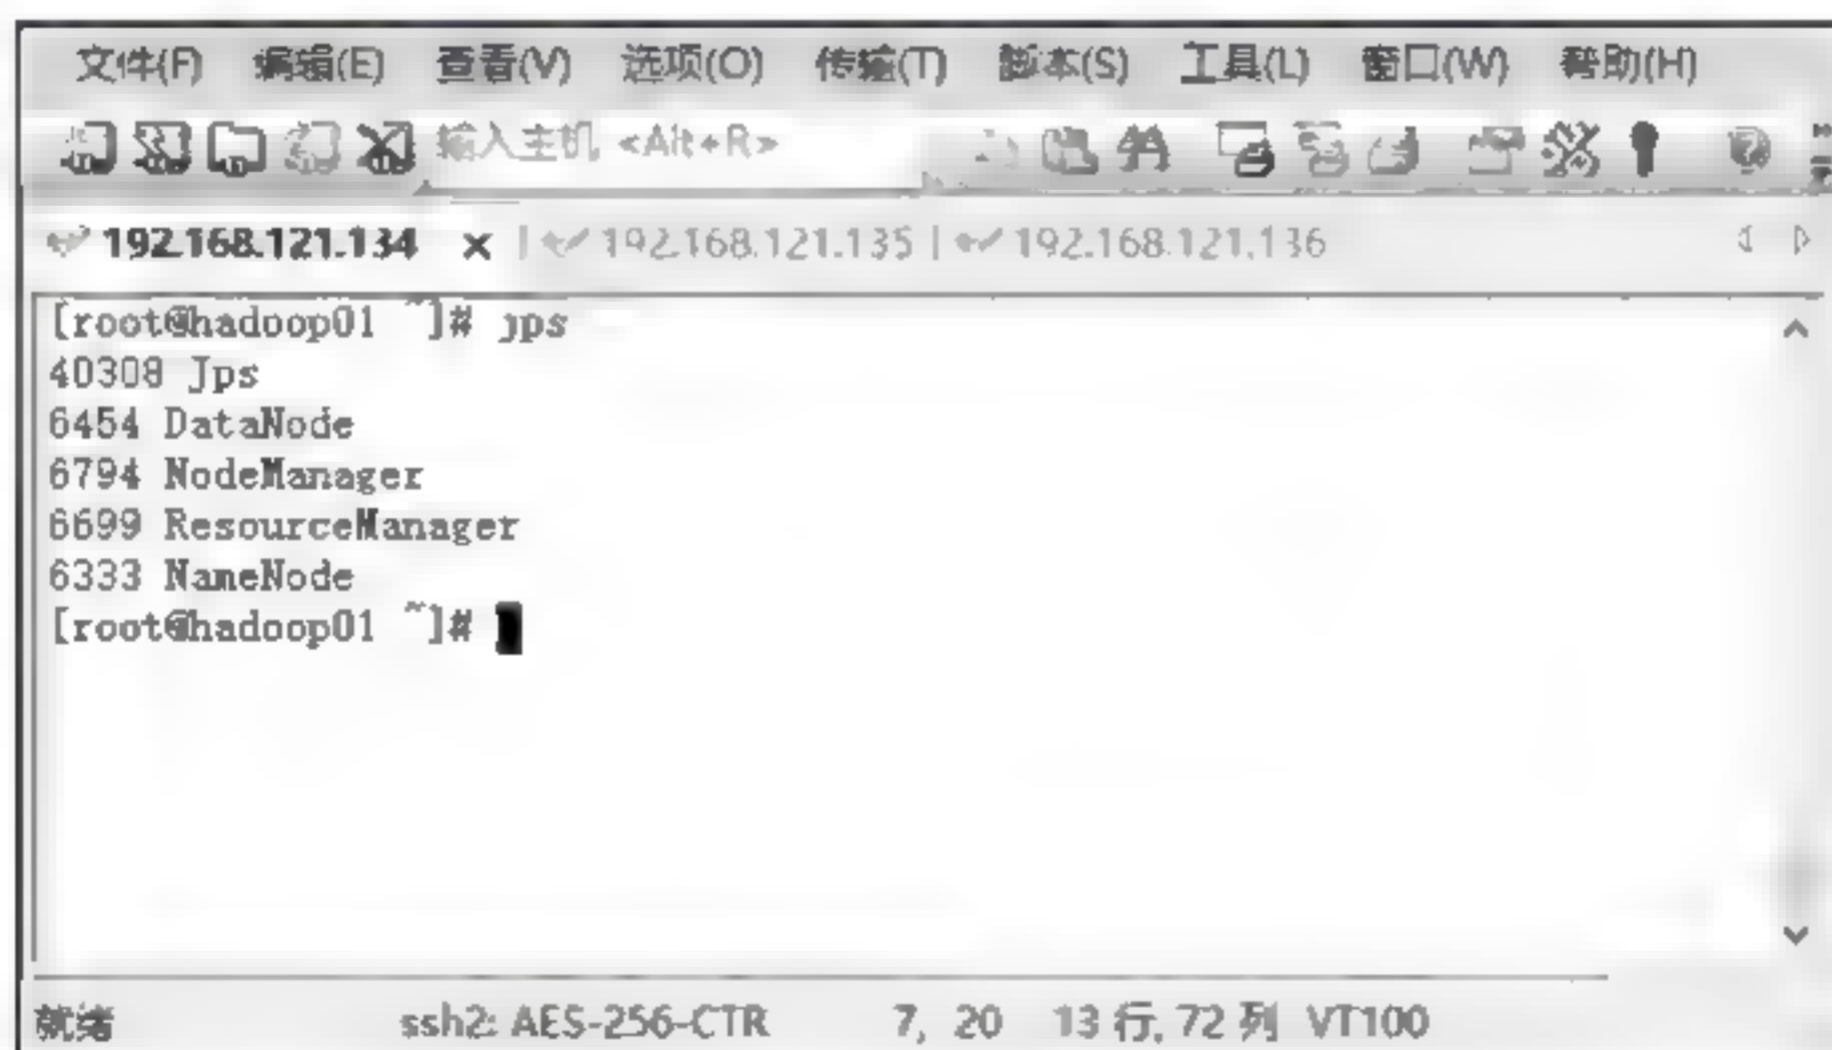 文件(F) 编辑(E) 查看(V) 选项(O) 传输(T) 脚本(S) 工具(L) 窗口(W) 帮助(H)
输入主机 <Alt+R>
192.168.121.134 × | 192.168.121.135 | 192.168.121.136
[root@hadoop01 ~]# jps
40308 Jps
6454 DataNode
6794 NodeManager
6699 ResourceManager
6333 NameNode
[root@hadoop01 ~]#
就绪 ssh2: AES-256-CTR 7, 20 13 行, 72 列 VT100